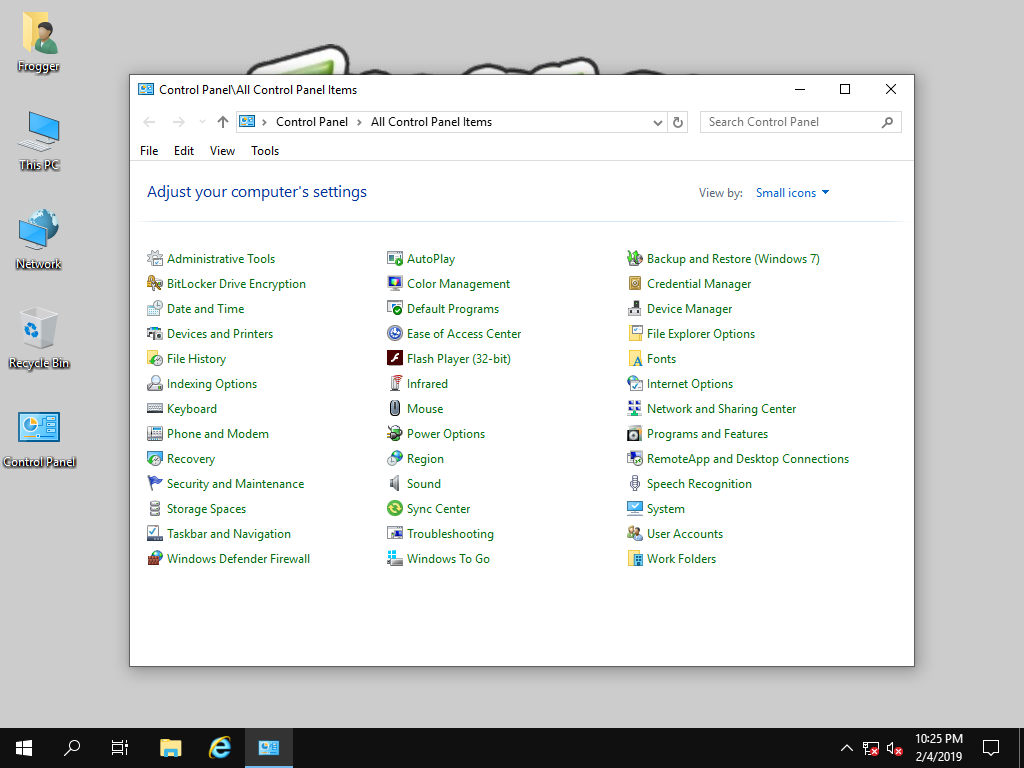 Frogger
This PC
Network
Recycle Bin
Control Panel
Control Panel\All Control Panel Items
Control Panel All Control Panel Items
Search Control Panel
File Edit View Tools
Adjust your computer's settings
View by: Small icons
Administrative Tools AutoPlay Backup and Restore (Windows 7)
BitLocker Drive Encryption Color Management Credential Manager
Date and Time Default Programs Device Manager
Devices and Printers Ease of Access Center File Explorer Options
File History Flash Player (32-bit) Fonts
Indexing Options Infrared Internet Options
Keyboard Mouse Network and Sharing Center
Phone and Modem Power Options Programs and Features
Recovery Region RemoteApp and Desktop Connections
Security and Maintenance Sound Speech Recognition
Storage Spaces Sync Center System
Taskbar and Navigation Troubleshooting User Accounts
Windows Defender Firewall Windows To Go Work Folders
10:25 PM
2/4/2019